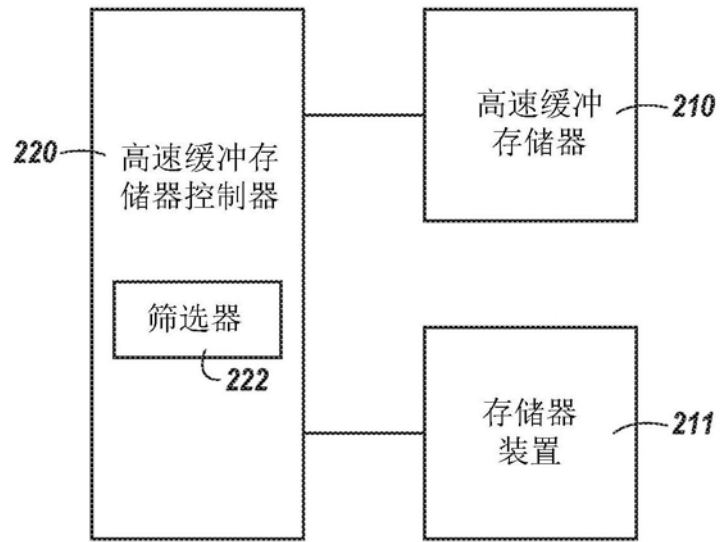 220
高速缓冲存
储器控制器
筛选器
222
高速缓冲
存储器
210
存储器
装置
211